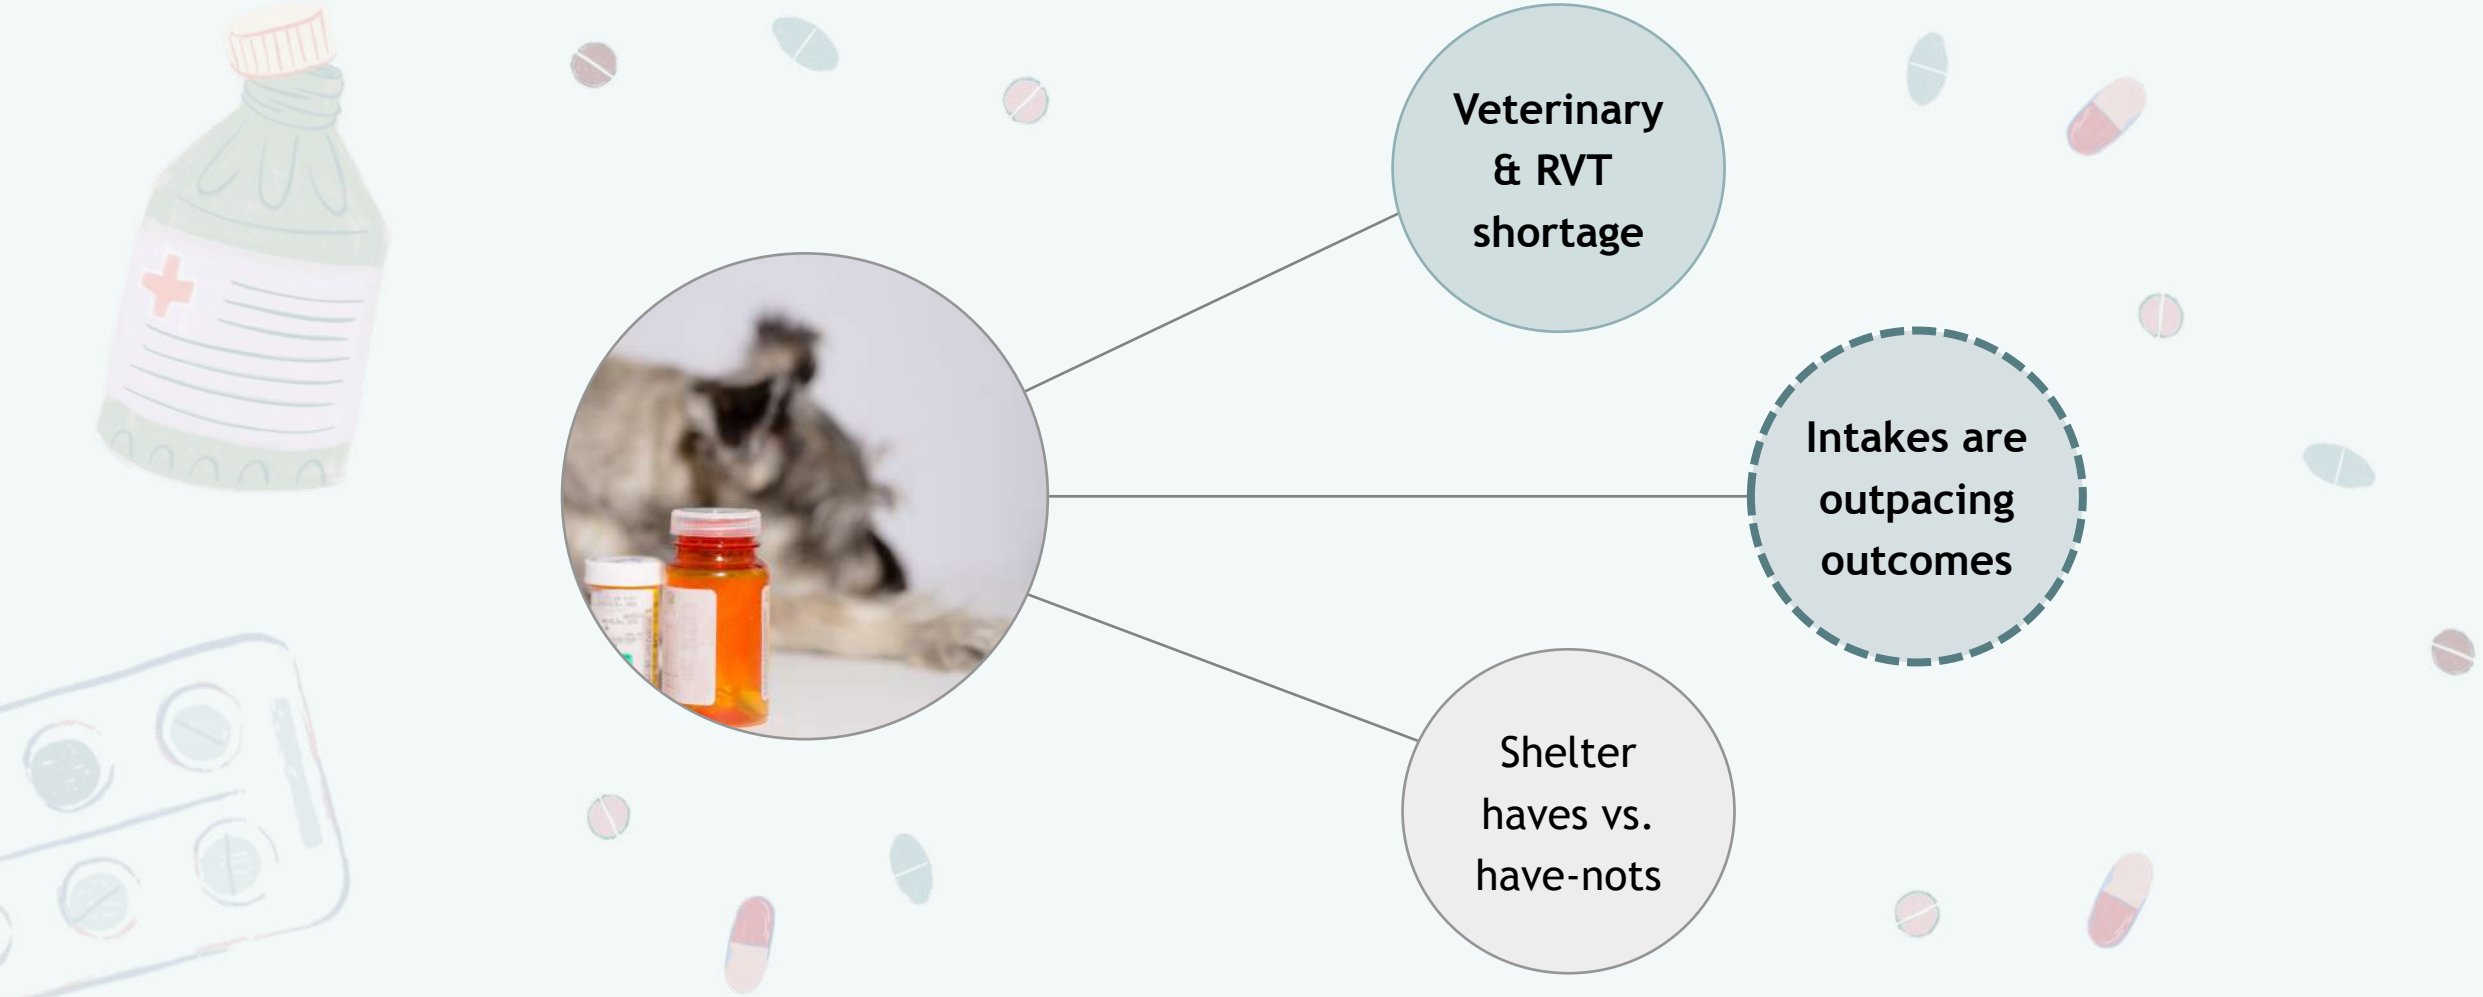 Veterinary
& RVT
shortage
Intakes are
outpacing
outcomes
Shelter
haves vs.
have-nots